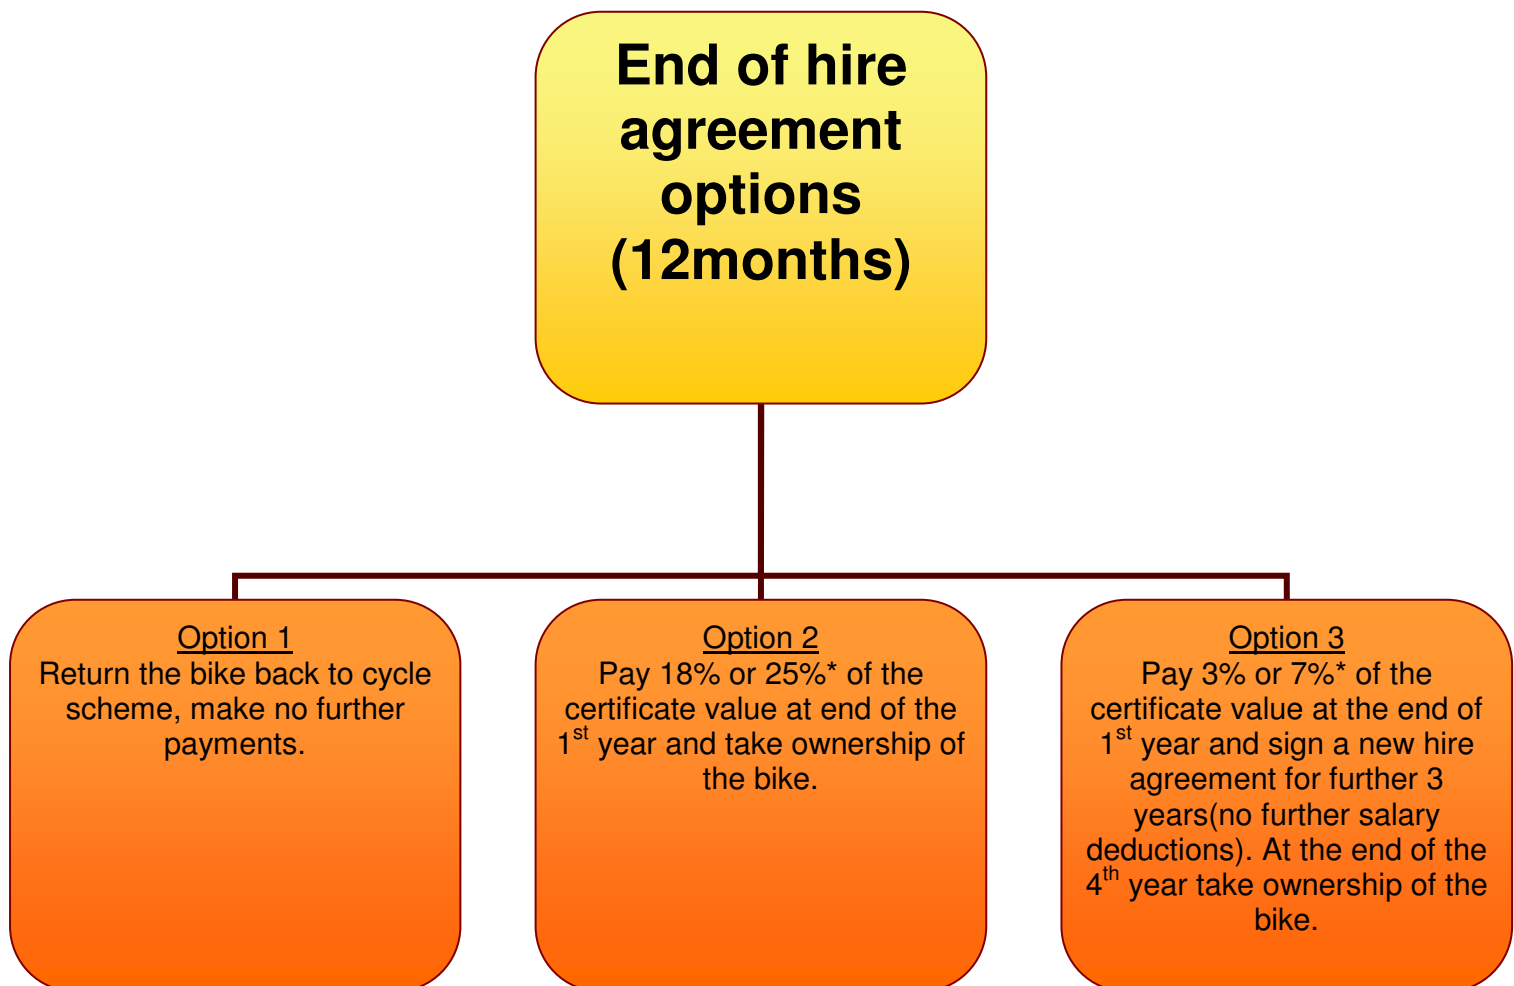 End of hire
agreement
options
(12months)
Option 1
Return the bike back to cycle
scheme, make no further
payments.
Option 2
Pay 18% or 25%* of the
certificate value at end of the
1st year and take ownership of
the bike.
Option 3
Pay 3% or 7%* of the
certificate value at the end of
1st year and sign a new hire
agreement for further 3
years(no further salary
deductions). At the end of the
4th year take ownership of the
bike.